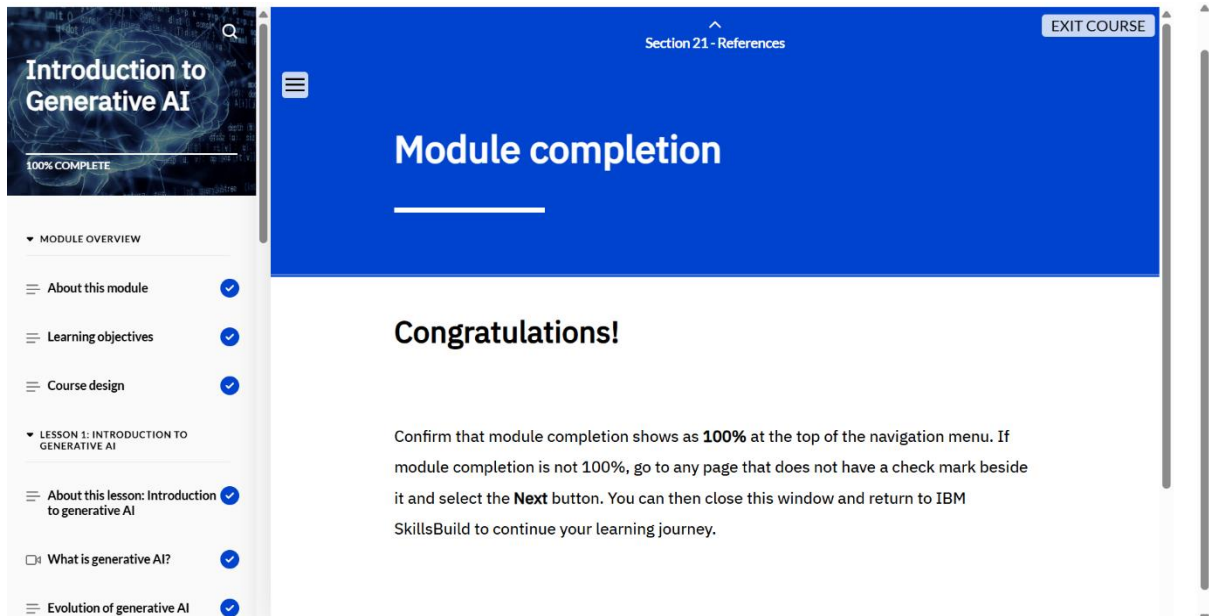 Introduction to
Generative AI
100% COMPLETE
MODULE OVERVIEW
About this module
Learning objectives
Course design
LESSON 1: INTRODUCTION TO
GENERATIVE AI
About this lesson: Introduction
to generative AI
What is generative AI?
Evolution of generative AI
Section 21 - References
EXIT COURSE
Module completion
Congratulations!
Confirm that module completion shows as 100% at the top of the navigation menu. If
module completion is not 100%, go to any page that does not have a check mark beside
it and select the Next button. You can then close this window and return to IBM
SkillsBuild to continue your learning journey.